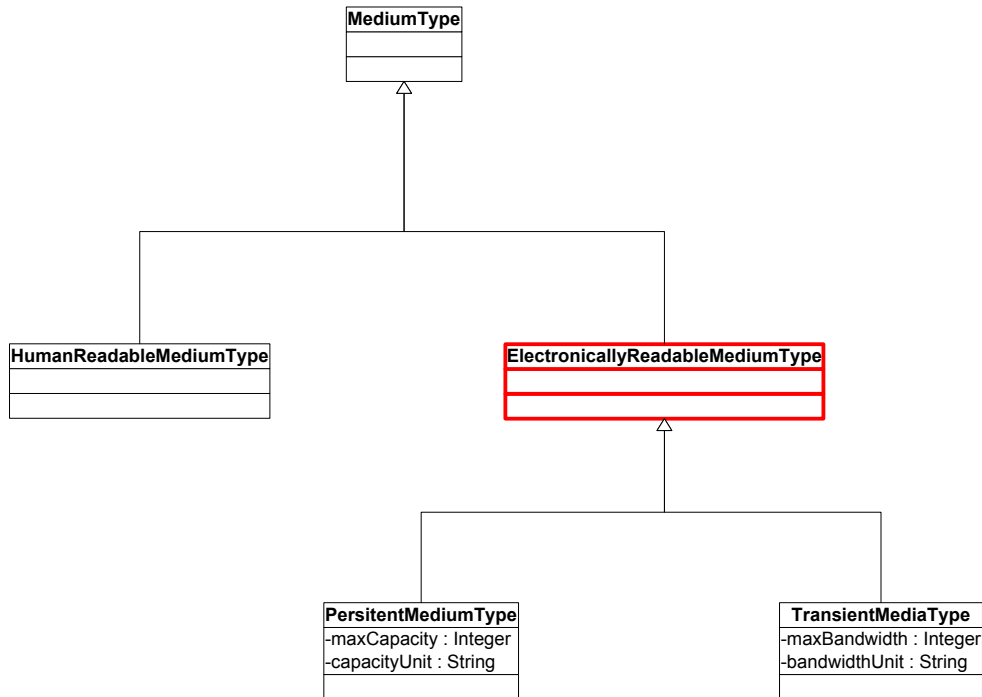 MediumType
HumanReadableMediumType
ElectronicallyReadableMediumType
PersitentMediumType
-maxCapacity : Integer
-capacityUnit : String
TransientMediaType
-maxBandwidth : Integer
-bandwidthUnit : String